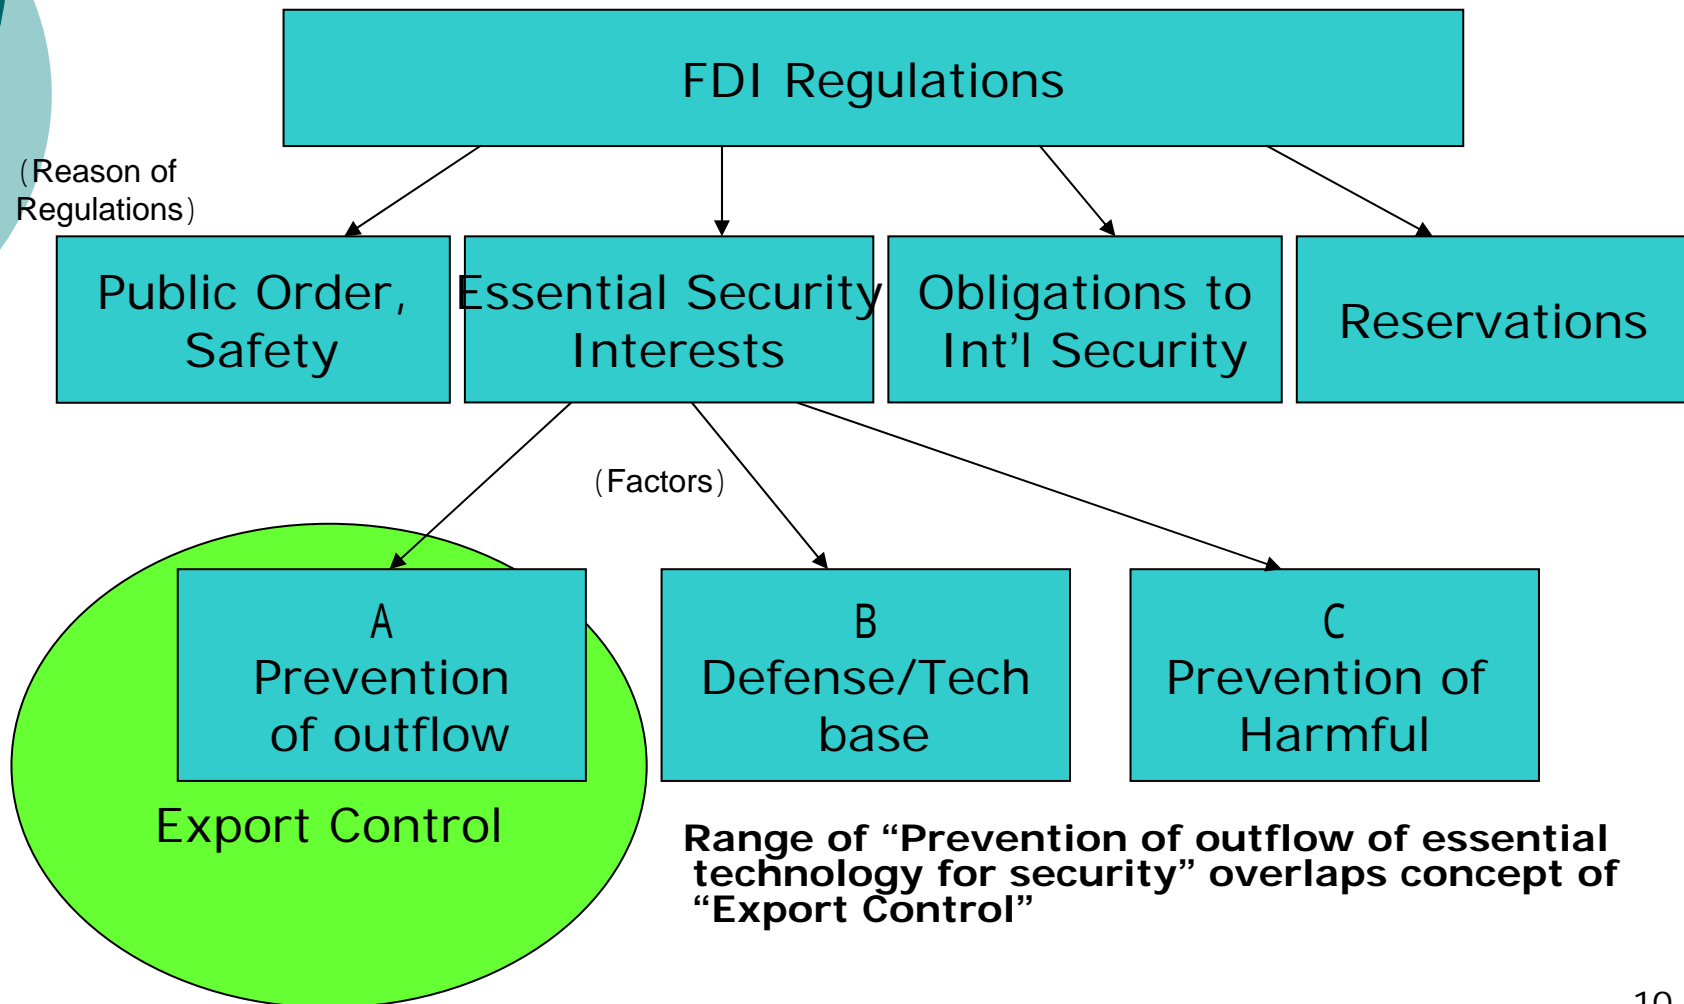 FDI Regulations
(Reason of
Regulations)
Public Order,
Safety
Essential Security
Interests
Obligations to
Int’l Security
Reservations
(Factors)
A
Prevention
of outflow
B
Defense/Tech
base
C
Prevention of
Harmful
Export Control
Range of “Prevention of outflow of essential
technology for security” overlaps concept of
“Export Control”
10